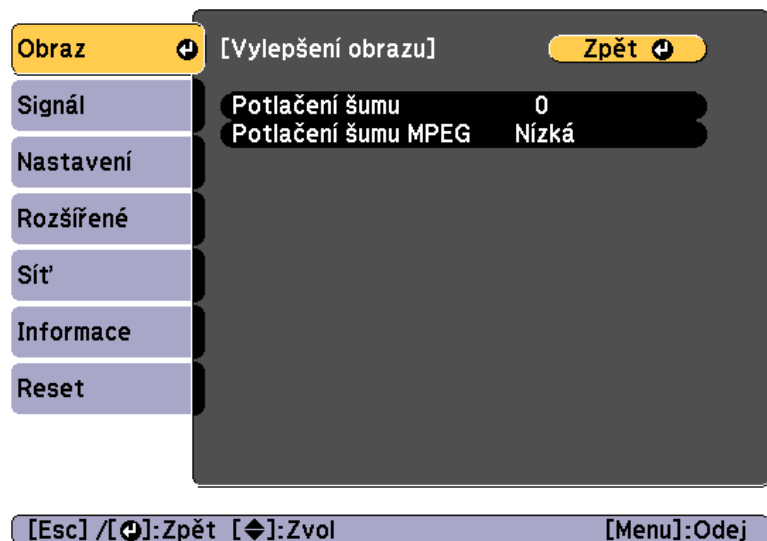 Obraz
[Vylepšení obrazu] Zpět
Potlačení šumu 0
Potlačení šumu MPEG Nízká
Signál
Nastavení
Rozšířené
Síť
Informace
Reset
[Esc] /[ ]:Zpět [ ]:Zvol [Menu]:Odej